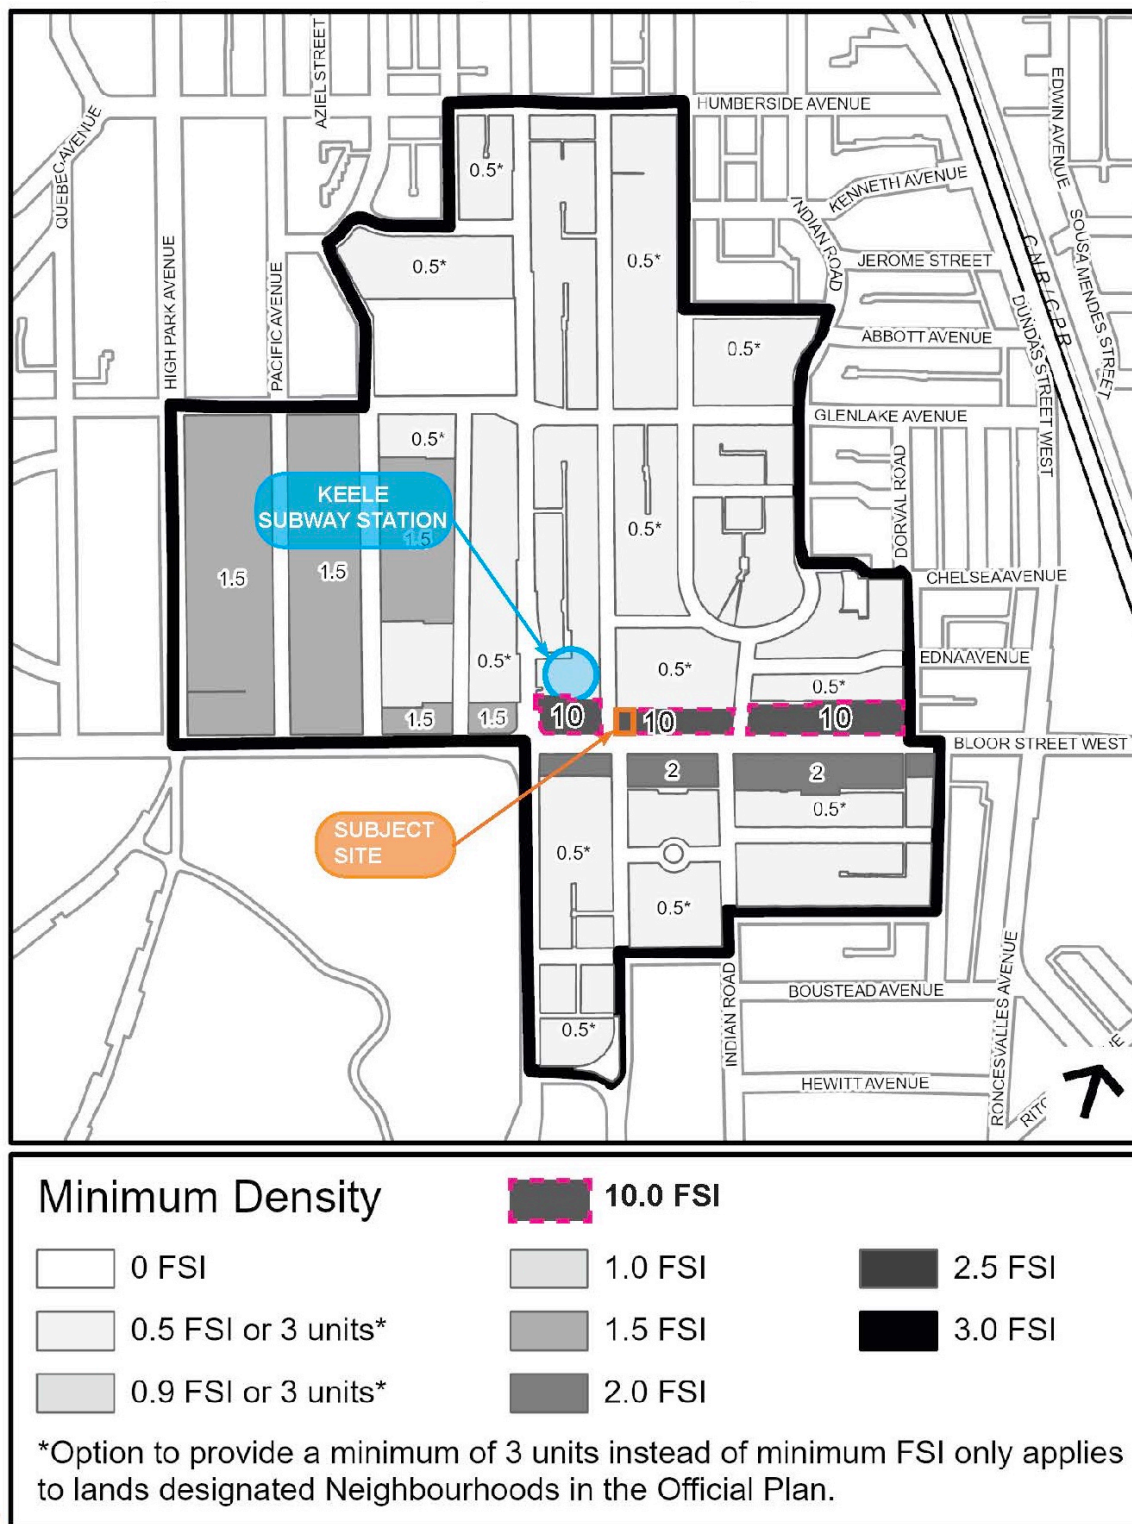 AZIEL STREET
HUMBERSIDE AVENUE
EDWIN AVENUE
QUEBEC AVENUE
0.5*
KENNETH AVENUE
INDIAN ROAD
SOUSA MENDES STREET
HIGH PARK AVENUE
PACIFIC AVENUE
0.5*
0.5*
JEROME STREET
C.N.R / C.P.R
DUNDAS STREET WEST
ABBOTT AVENUE
0.5*
GLENLAKE AVENUE
0.5*
DORVAL ROAD
KEELE
SUBWAY STATION
1.5
0.5*
1.5
1.5
CHELSEA AVENUE
EDNA AVENUE
0.5*
0.5*
0.5*
1.5
1.5
10
10
10
BLOOR STREET WEST
2
2
SUBJECT
SITE
0.5*
0.5*
0.5*
INDIAN ROAD
BOUSTEAD AVENUE
RONCESVALLES AVENUE
0.5*
HEWITT AVENUE
RITC
Minimum Density
10.0 FSI
0 FSI
1.0 FSI
2.5 FSI
0.5 FSI or 3 units*
1.5 FSI
3.0 FSI
0.9 FSI or 3 units*
2.0 FSI
*Option to provide a minimum of 3 units instead of minimum FSI only applies
to lands designated Neighbourhoods in the Official Plan.